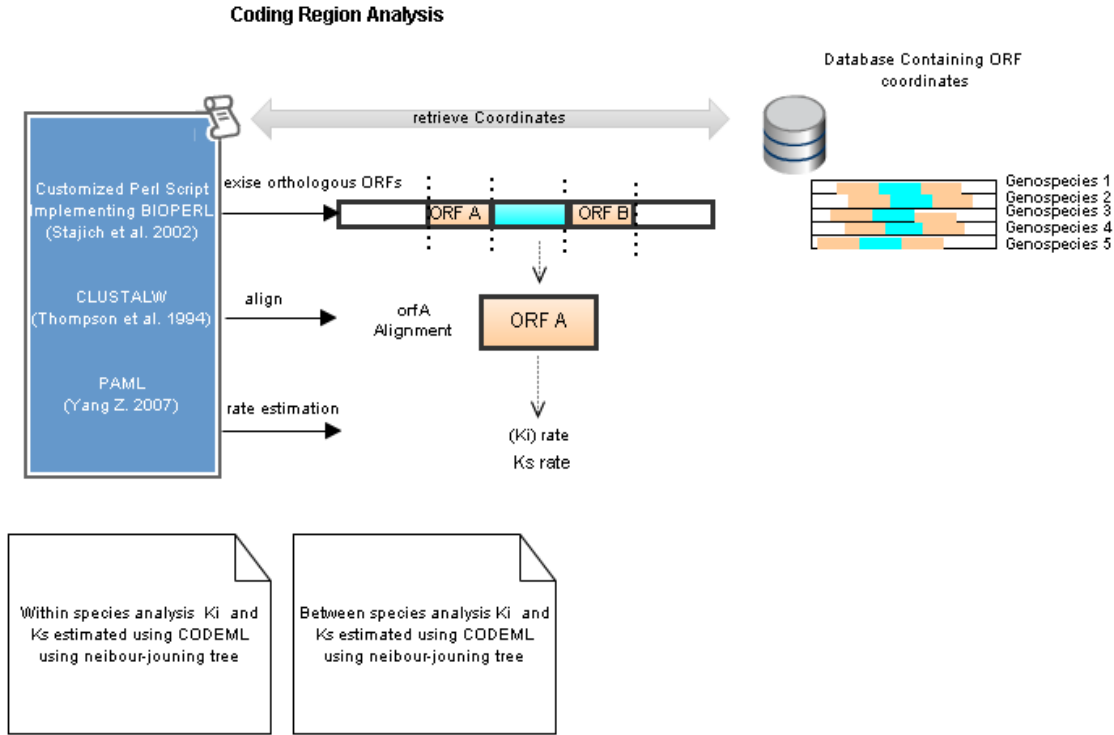 Coding Region Analysis
Database Containing ORF
coordinates
retrieve Coordinates
Customized Perl Script
Implementing BIOPERL
(Stajich et al. 2002)
exise orthologous ORFs
ORF A
ORF B
Genospecies 1
Genospecies 2
Genospecies 3
Genospecies 4
Genospecies 5
CLUSTALW
(Thompson et al. 1994)
align
orfA
Alignment
ORF A
PAML
(Yang Z. 2007)
rate estimation
(Ki) rate
Ks rate
Within species analysis Ki and
Ks estimated using CODEML
using neibour-jouning tree
Between species analysis Ki and
Ks estimated using CODEML
using neibour-jouning tree